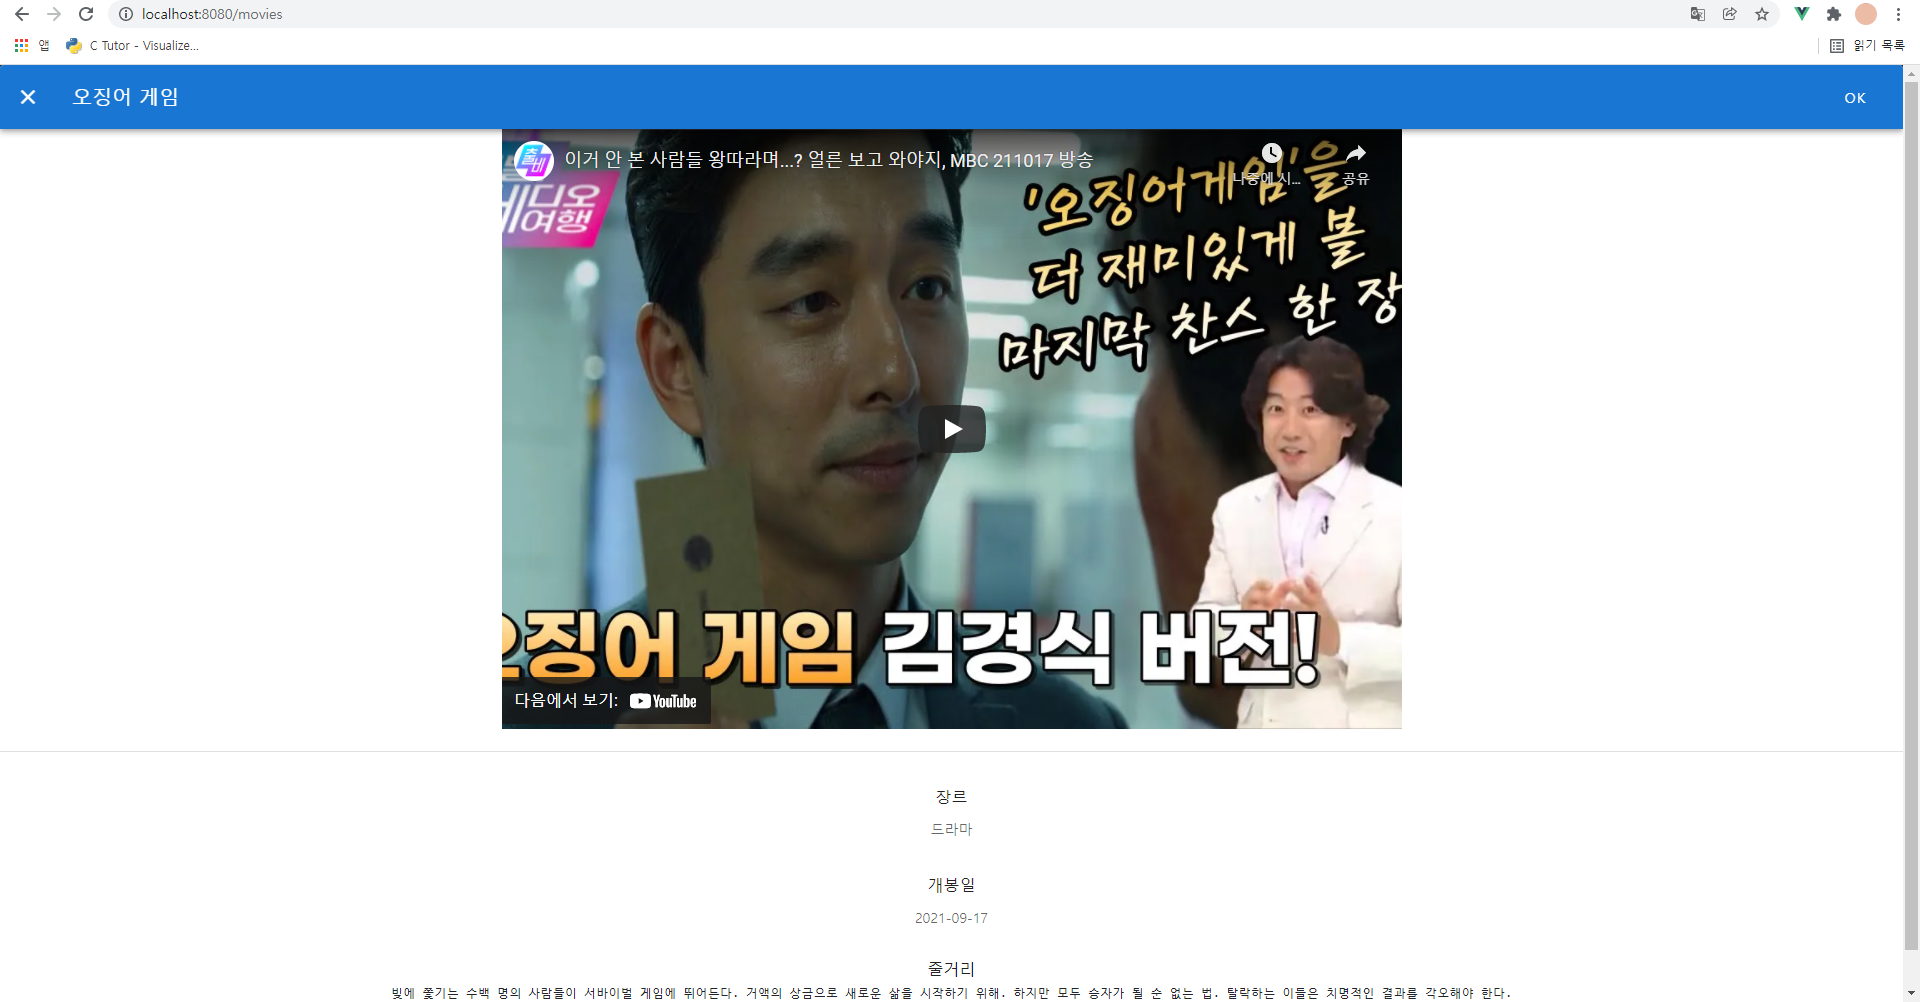 localhost:8080/movies
앱
C Tutor - Visualize...
읽기 목록
오징어 게임
OK
출비
이거 안 본 사람들 왕따라며...? 얼른 보고 와야지, MBC 211017 방송
나중에 시...
공유
비디오
여행
'오징어게임'을
더 재미있게 볼
마지막 찬스 한 장
오징어 게임 김경식 버전!
다음에서 보기: YouTube
장르
드라마
개봉일
2021-09-17
줄거리
빚에 쫓기는 수백 명의 사람들이 서바이벌 게임에 뛰어든다. 거액의 상금으로 새로운 삶을 시작하기 위해. 하지만 모두 승자가 될 순 없는 법. 탈락하는 이들은 치명적인 결과를 각오해야 한다.